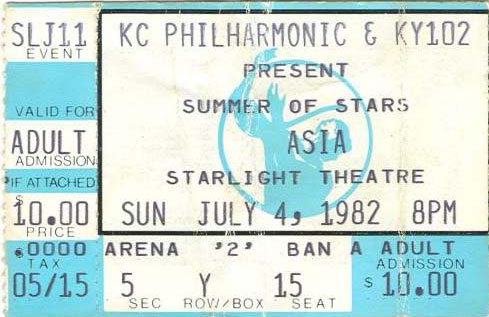 SLJ11
EVENT
VALID FOR
ADULT
ADMISSION
IF ATTACHED
$
10.00
PRICE
$0000
TAX
05/15
KC PHILHARMONIC & KY102
PRESENT
SUMMER OF STARS
ASIA
STARLIGHT THEATRE
SUN JULY 4, 1982 8PM
ARENA '2' BAN A ADULT
ADMISSION
5 Y 15 $10.00
SEC ROW/BOX SEAT